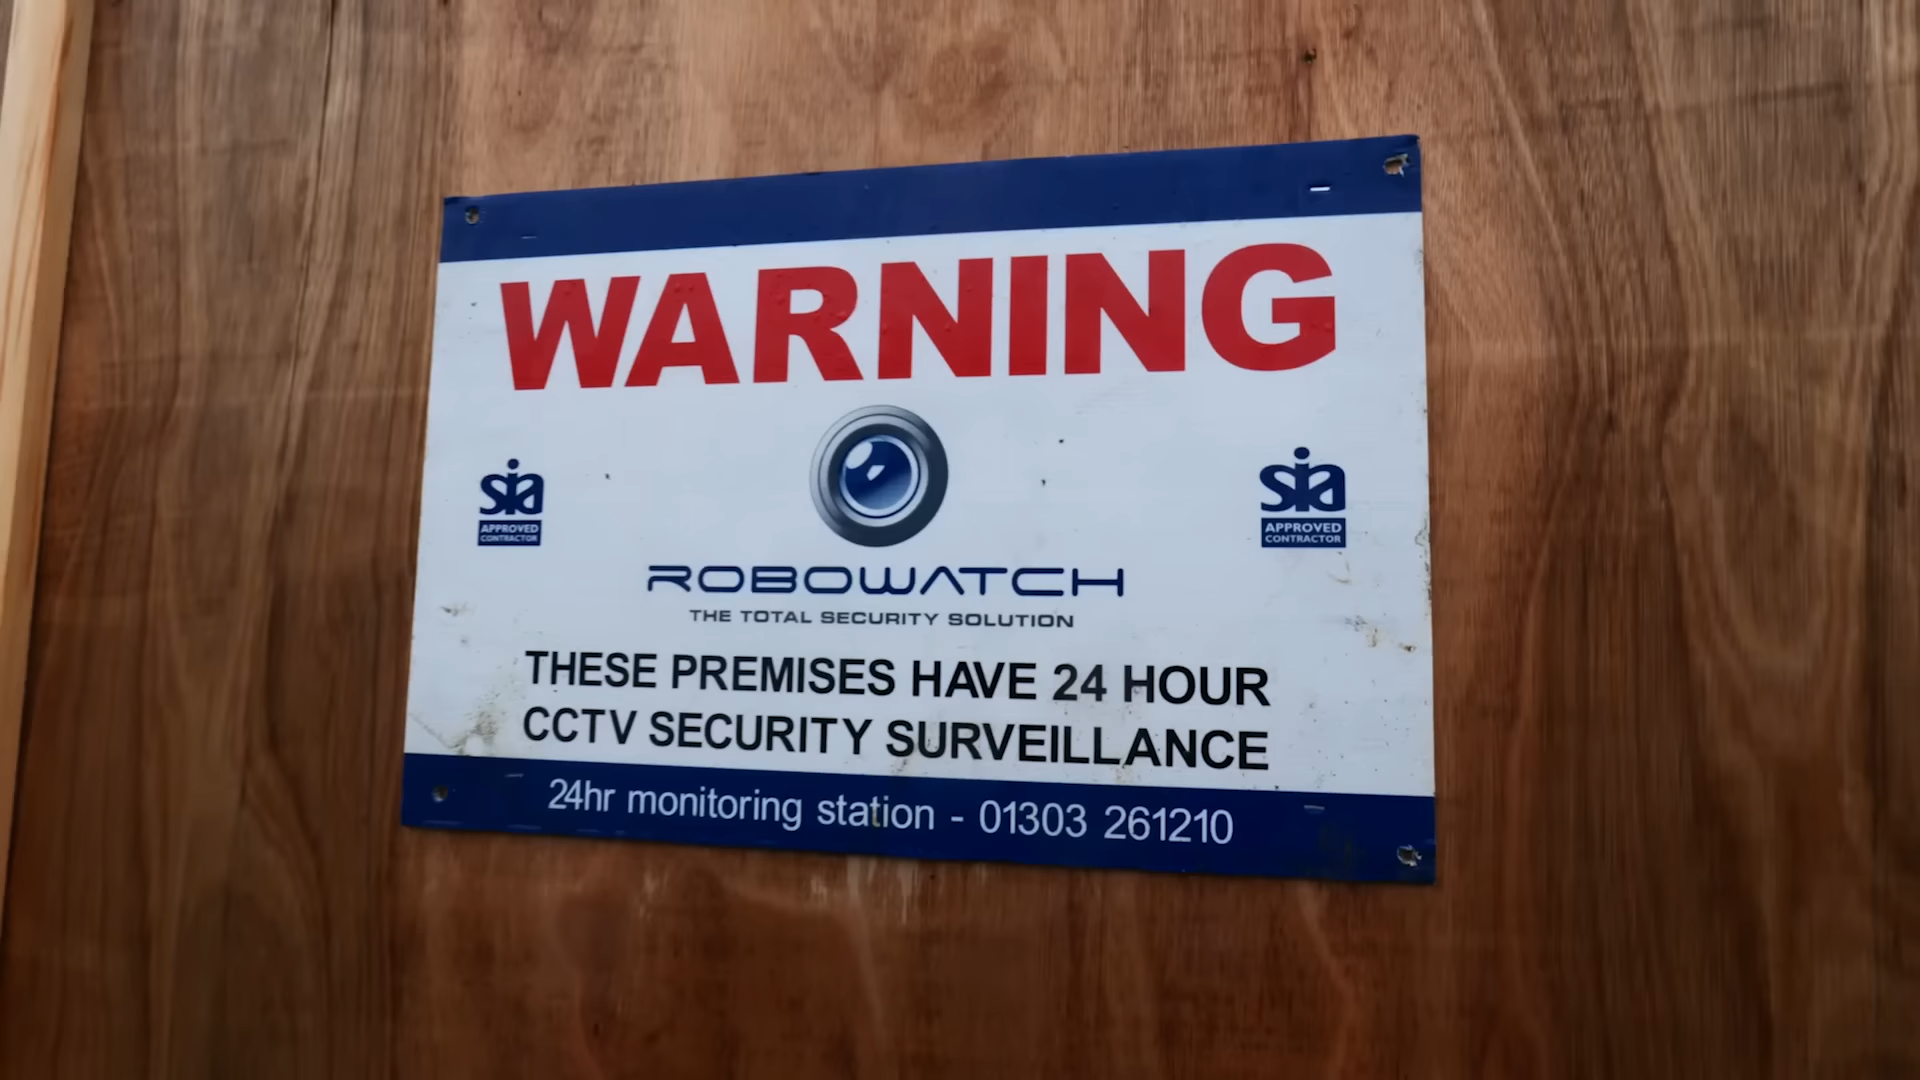 WARNING
sia
APPROVED
CONTRACTOR
sia
APPROVED
CONTRACTOR
ROBOWATCH
THE TOTAL SECURITY SOLUTION
THESE PREMISES HAVE 24 HOUR
CCTV SECURITY SURVEILLANCE
24hr monitoring station - 01303 261210